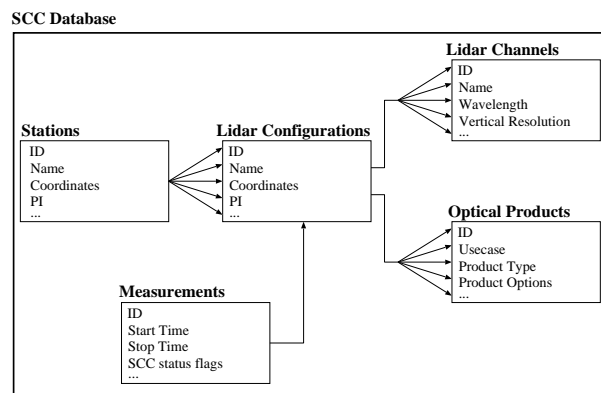 SCC Database
Lidar Channels
ID
Name
Wavelength
Vertical Resolution
...
Stations
ID
Name
Coordinates
PI
...
Lidar Configurations
ID
Name
Coordinates
PI
...
Optical Products
ID
Usecase
Product Type
Product Options
...
Measurements
ID
Start Time
Stop Time
SCC status flags
...